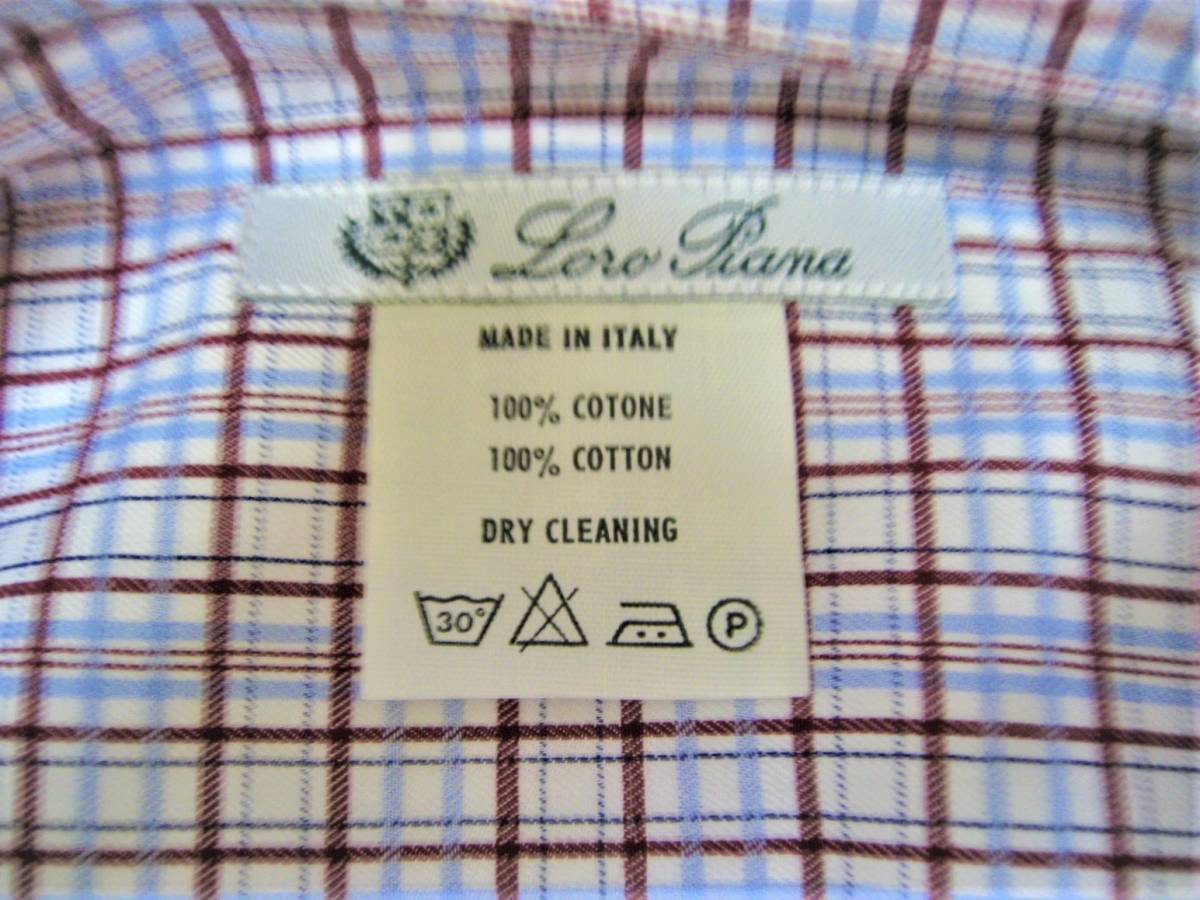 Loro Piana
MADE IN ITALY
100% COTONE
100% COTTON
DRY CLEANING
30° P